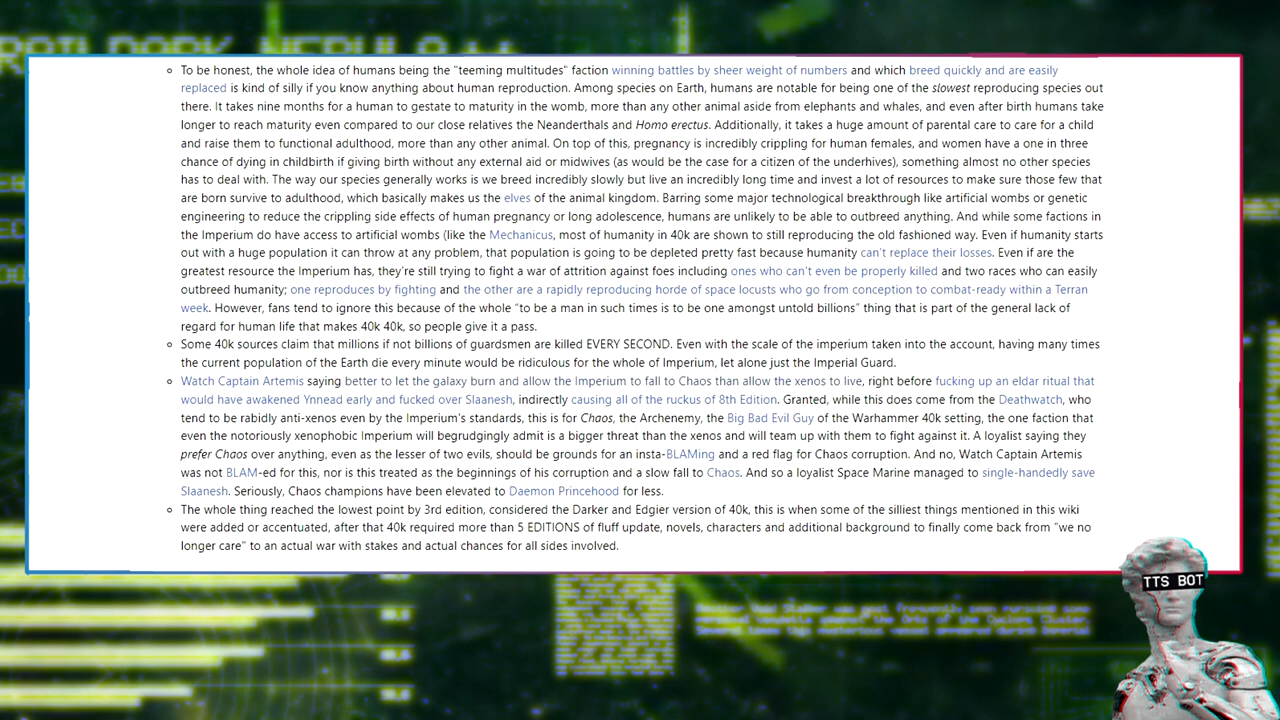 To be honest, the whole idea of humans being the "teeming multitudes" faction winning battles by sheer weight of numbers and which breed quickly and are easily
replaced is kind of silly if you know anything about human reproduction. Among species on Earth, humans are notable for being one of the slowest reproducing species out
there. It takes nine months for a human to gestate to maturity in the womb, more than any other animal aside from elephants and whales, and even after birth humans take
longer to reach maturity even compared to our close relatives the Neanderthals and Homo erectus. Additionally, it takes a huge amount of parental care to care for a child
and raise them to functional adulthood, more than any other animal. On top of this, pregnancy is incredibly crippling for human females, and women have a one in three
chance of dying in childbirth if giving birth without any external aid or midwives (as would be the case for a citizen of the underhives), something almost no other species
has to deal with. The way our species generally works is we breed incredibly slowly but live an incredibly long time and invest a lot of resources to make sure those few that
are born survive to adulthood, which basically makes us the elves of the animal kingdom. Barring some major technological breakthrough like artificial wombs or genetic
engineering to reduce the crippling side effects of human pregnancy or long adolescence, humans are unlikely to be able to outbreed anything. And while some factions in
the Imperium do have access to artificial wombs (like the Mechanicus, most of humanity in 40k are shown to still reproducing the old fashioned way. Even if humanity starts
out with a huge population it can throw at any problem, that population is going to be depleted pretty fast because humanity can't replace their losses. Even if are the
greatest resource the Imperium has, they're still trying to fight a war of attrition against foes including ones who can't even be properly killed and two races who can easily
outbreed humanity; one reproduces by fighting and the other are a rapidly reproducing horde of space locusts who go from conception to combat-ready within a Terran
week. However, fans tend to ignore this because of the whole "to be a man in such times is to be one amongst untold billions" thing that is part of the general lack of
regard for human life that makes 40k 40k, so people give it a pass.
Some 40k sources claim that millions if not billions of guardsmen are killed EVERY SECOND. Even with the scale of the imperium taken into the account, having many times
the current population of the Earth die every minute would be ridiculous for the whole of Imperium, let alone just the Imperial Guard.
Watch Captain Artemis saying better to let the galaxy burn and allow the Imperium to fall to Chaos than allow the xenos to live, right before fucking up an eldar ritual that
would have awakened Ynnead early and fucked over Slaanesh, indirectly causing all of the ruckus of 8th Edition. Granted, while this does come from the Deathwatch, who
tend to be rabidly anti-xenos even by the Imperium's standards, this is for Chaos, the Archenemy, the Big Bad Evil Guy of the Warhammer 40k setting, the one faction that
even the notoriously xenophobic Imperium will begrudgingly admit is a bigger threat than the xenos and will team up with them to fight against it. A loyalist saying they
prefer Chaos over anything, even as the lesser of two evils, should be grounds for an insta-BLAMing and a red flag for Chaos corruption. And no, Watch Captain Artemis
was not BLAM-ed for this, nor is this treated as the beginnings of his corruption and a slow fall to Chaos. And so a loyalist Space Marine managed to single-handedly save
Slaanesh. Seriously, Chaos champions have been elevated to Daemon Princehood for less.
The whole thing reached the lowest point by 3rd edition, considered the Darker and Edgier version of 40k, this is when some of the silliest things mentioned in this wiki
were added or accentuated, after that 40k required more than 5 EDITIONS of fluff update, novels, characters and additional background to finally come back from "we no
longer care" to an actual war with stakes and actual chances for all sides involved.
TTS BOT